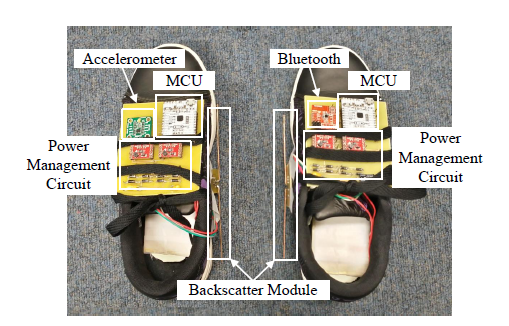 Accelerometer
Bluetooth
MCU
MCU
Power
Management
Circuit
Power
Management
Circuit
Backscatter Module